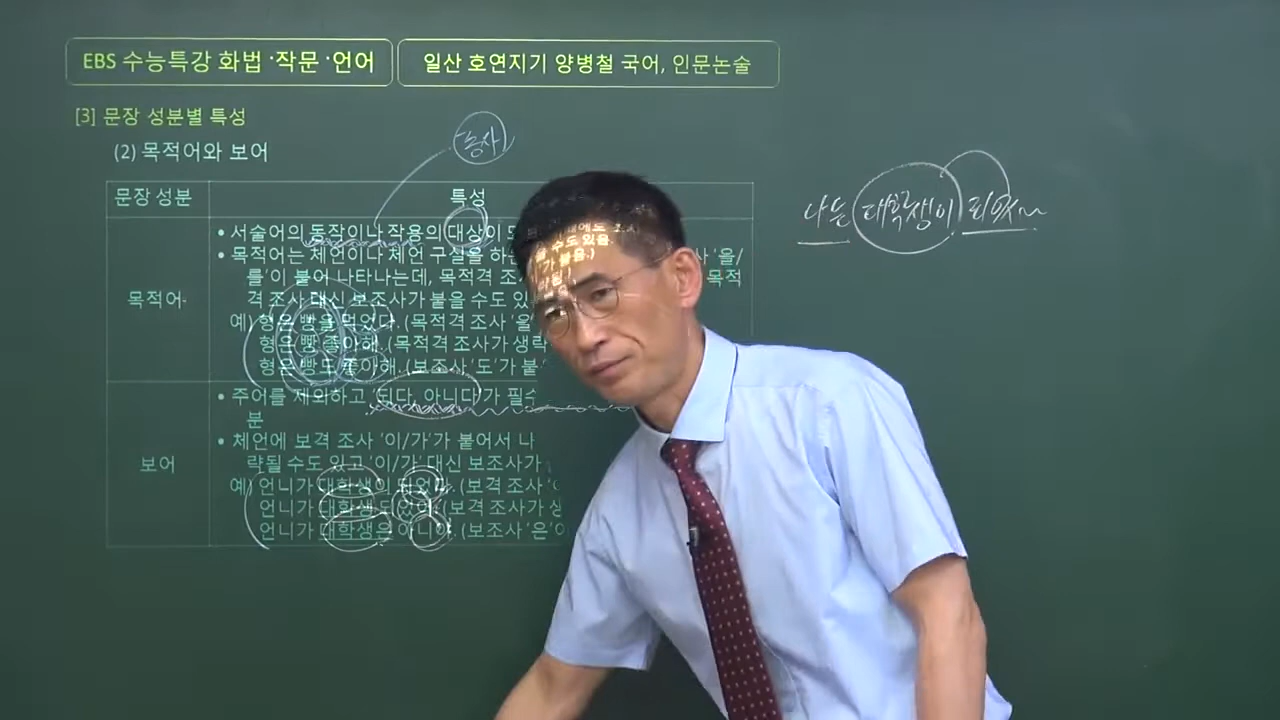 EBS 수능특강 화법·작문·언어
일산 호연지기 양병철 국어, 인문논술
[3] 문장 성분별 특성
(2) 목적어와 보어
동사
나는 대학생이 되었~
문장 성분
특성
목적어
• 서술어의 동작이나 작용의 대상이
• 목적어는 체언이나 체언 구실을 하는 '을/
를'이 붙어 나타나는데, 목적격 조사 목적
격 조사 대신 보조사가 붙을 수도 있
예) 형은 빵을 먹었다. (목적격 조사 '을
형은 빵 좋아해. (목적격 조사가 생략
형은 빵도 좋아해. (보조사 '도'가 붙
보어
• 주어를 제외하고 '되다, 아니다'가 필수
분
• 체언에 보격 조사 '이/가'가 붙어서 나
략될 수도 있고 '이/가' 대신 보조사가
예) 언니가 대학생이 되었다. (보격 조사 '이
언니가 대학생 되었어. (보격 조사가 생
언니가 대학생은 아니야. (보조사 '은'이